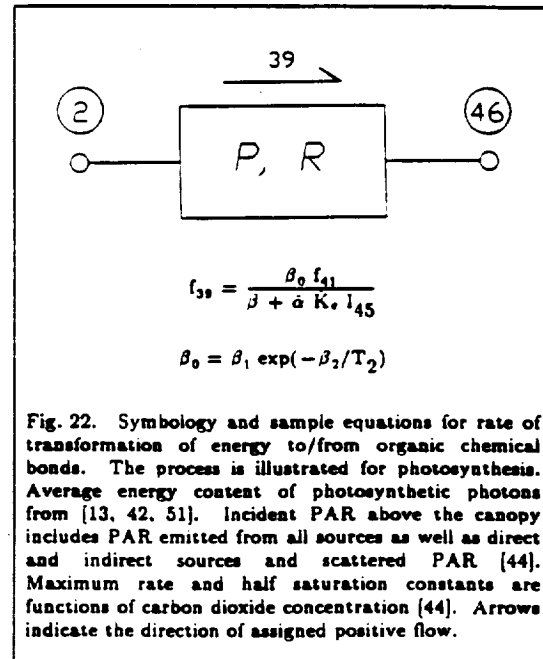 39
2 46
P, R
f₃₉ = β₀ f₄₁ / β + ά Kₑ I₄₅
β₀ = β₁ exp(−β₂/T₂)
Fig. 22. Symbology and sample equations for rate of
transformation of energy to/from organic chemical
bonds. The process is illustrated for photosynthesis.
Average energy content of photosynthetic photons
from [13, 42, 51]. Incident PAR above the canopy
includes PAR emitted from all sources as well as direct
and indirect sources and scattered PAR [44].
Maximum rate and half saturation constants are
functions of carbon dioxide concentration [44]. Arrows
indicate the direction of assigned positive flow.